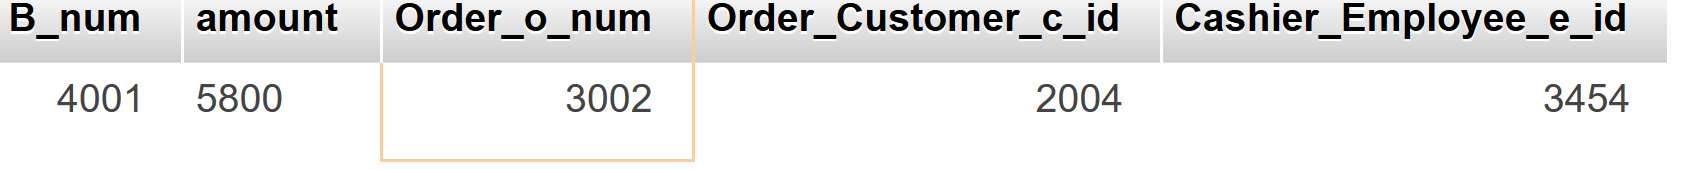 B_num amount Order_o_num Order_Customer_c_id Cashier_Employee_e_id
4001 5800 3002 2004 3454